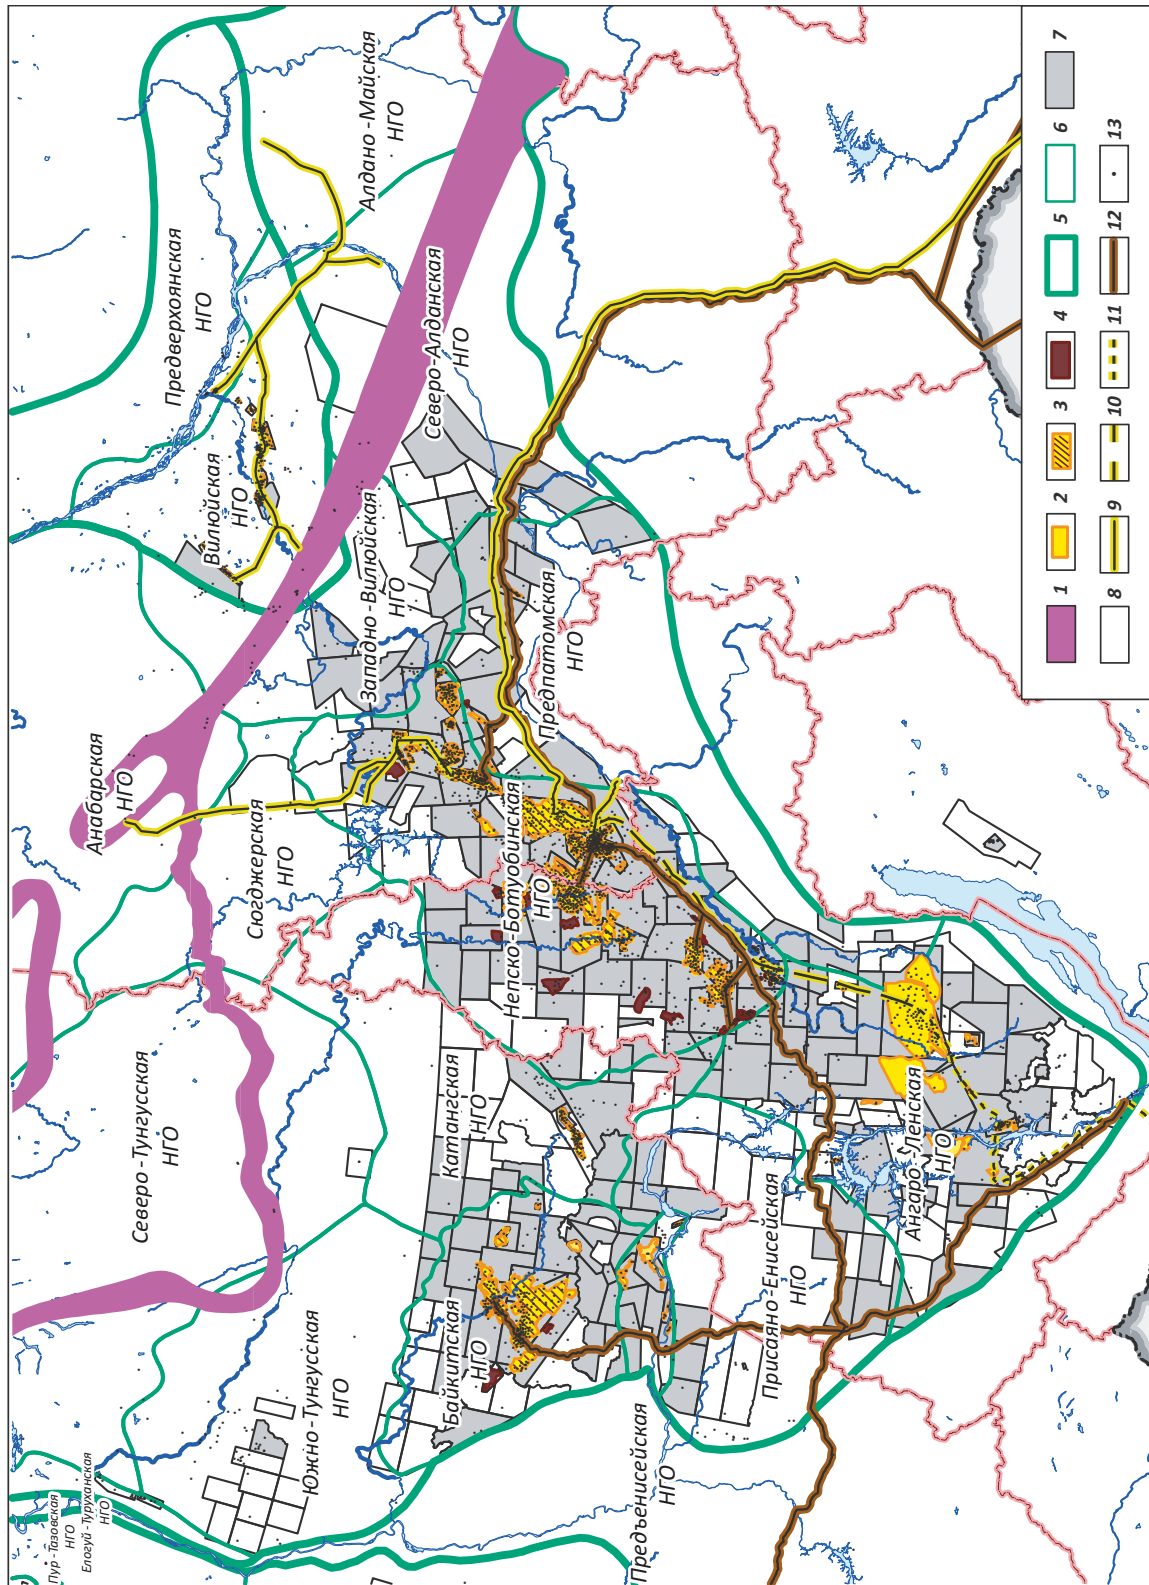 Пур-Тазовская
НГО
Елогуй-Туруханская
НГО
Южно-Тунгусская
НГО
Северо-Тунгусская
НГО
Анабарская
НГО
Сюгджерская
НГО
Вилюйская
НГО
Предверхоянская
НГО
Алдано-Майская
НГО
Северо-Алданская
НГО
Западно-Вилюйская
НГО
Предпатомская
НГО
Непско-Ботуобинская
НГО
Катангская
НГО
Байкитская
НГО
Предъенисейская
НГО
Присаяно-Енисейская
НГО
Ангаро-Ленская
НГО
1 2 3 4 5 6 7
8 9 10 11 12 13